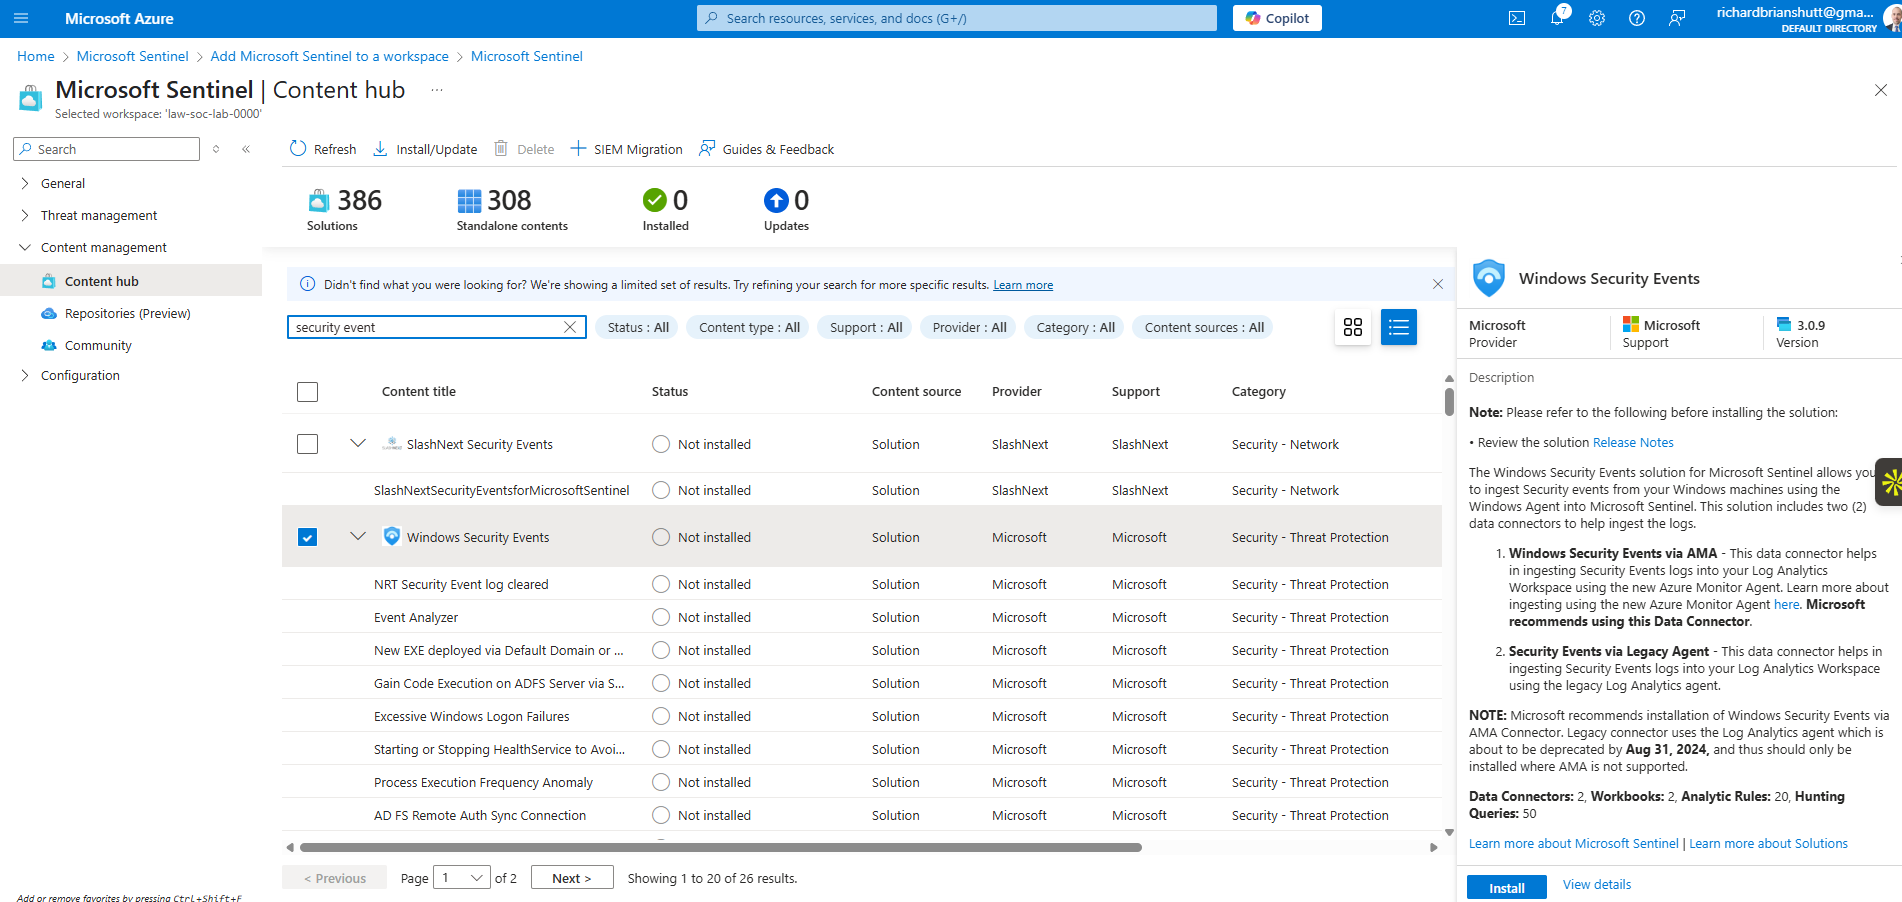 Microsoft Azure
Search resources, services, and docs (G+/)
Copilot
7
richardbrianshutt@gma...
DEFAULT DIRECTORY
Home > Microsoft Sentinel > Add Microsoft Sentinel to a workspace > Microsoft Sentinel
Microsoft Sentinel | Content hub ...
Selected workspace: 'law-soc-lab-0000'
Search
General
Threat management
Content management
Content hub
Repositories (Preview)
Community
Configuration
Add or remove favorites by pressing Ctrl+Shift+F
Refresh Install/Update Delete SIEM Migration Guides & Feedback
386 308 0 0
Solutions Standalone contents Installed Updates
Didn't find what you were looking for? We're showing a limited set of results. Try refining your search for more specific results. Learn more
security event Status : All Content type : All Support : All Provider : All Category : All Content sources : All
Content title Status Content source Provider Support Category
SlashNext Security Events Not installed Solution SlashNext SlashNext Security - Network
SlashNextSecurityEventsforMicrosoftSentinel Not installed Solution SlashNext SlashNext Security - Network
Windows Security Events Not installed Solution Microsoft Microsoft Security - Threat Protection
NRT Security Event log cleared Not installed Solution Microsoft Microsoft Security - Threat Protection
Event Analyzer Not installed Solution Microsoft Microsoft Security - Threat Protection
New EXE deployed via Default Domain or ... Not installed Solution Microsoft Microsoft Security - Threat Protection
Gain Code Execution on ADFS Server via S... Not installed Solution Microsoft Microsoft Security - Threat Protection
Excessive Windows Logon Failures Not installed Solution Microsoft Microsoft Security - Threat Protection
Starting or Stopping HealthService to Avoi... Not installed Solution Microsoft Microsoft Security - Threat Protection
Process Execution Frequency Anomaly Not installed Solution Microsoft Microsoft Security - Threat Protection
AD FS Remote Auth Sync Connection Not installed Solution Microsoft Microsoft Security - Threat Protection
< Previous Page 1 of 2 Next > Showing 1 to 20 of 26 results.
Windows Security Events
Microsoft Microsoft 3.0.9
Provider Support Version
Description
Note: Please refer to the following before installing the solution:
• Review the solution Release Notes
The Windows Security Events solution for Microsoft Sentinel allows you
to ingest Security events from your Windows machines using the
Windows Agent into Microsoft Sentinel. This solution includes two (2)
data connectors to help ingest the logs.
1. Windows Security Events via AMA - This data connector helps
in ingesting Security Events logs into your Log Analytics
Workspace using the new Azure Monitor Agent. Learn more about
ingesting using the new Azure Monitor Agent here. Microsoft
recommends using this Data Connector.
2. Security Events via Legacy Agent - This data connector helps in
ingesting Security Events logs into your Log Analytics Workspace
using the legacy Log Analytics agent.
NOTE: Microsoft recommends installation of Windows Security Events via
AMA Connector. Legacy connector uses the Log Analytics agent which is
about to be deprecated by Aug 31, 2024, and thus should only be
installed where AMA is not supported.
Data Connectors: 2, Workbooks: 2, Analytic Rules: 20, Hunting
Queries: 50
Learn more about Microsoft Sentinel | Learn more about Solutions
Install View details